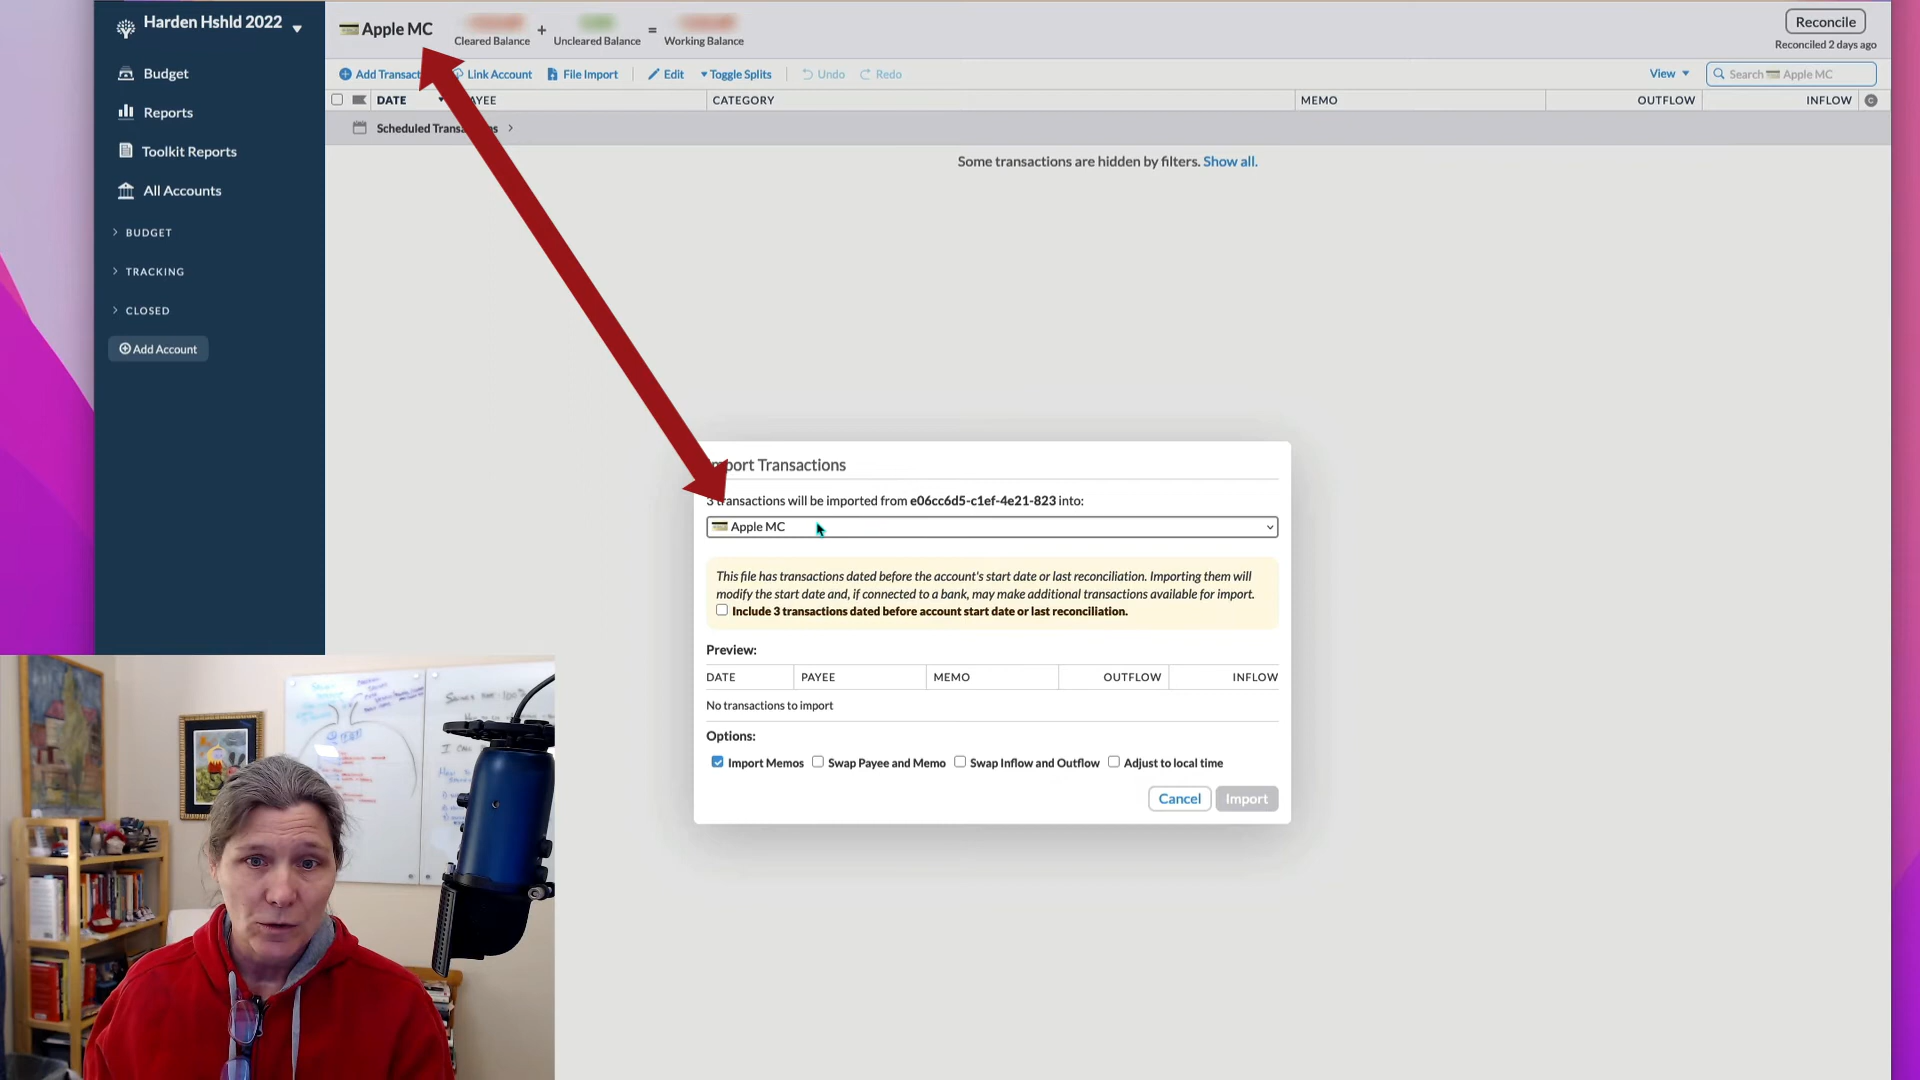 Harden Hshld 2022
Budget
Reports
Toolkit Reports
All Accounts
BUDGET
TRACKING
CLOSED
Add Account
Apple MC
Cleared Balance + Uncleared Balance = Working Balance
Reconcile
Reconciled 2 days ago
Link Account File Import Edit Toggle Splits Undo Redo
View Search Apple MC
DATE CATEGORY MEMO OUTFLOW INFLOW C
Scheduled
Some transactions are hidden by filters. Show all.
Transactions
3 transactions will be imported from e06cc6d5-c1ef-4e21-823 into:
Apple MC
This file has transactions dated before the account's start date or last reconciliation. Importing them will
modify the start date and, if connected to a bank, may make additional transactions available for import.
Include 3 transactions dated before account start date or last reconciliation.
Preview:
DATE PAYEE MEMO OUTFLOW INFLOW
No transactions to import
Options:
Import Memos Swap Payee and Memo Swap Inflow and Outflow Adjust to local time
Cancel Import